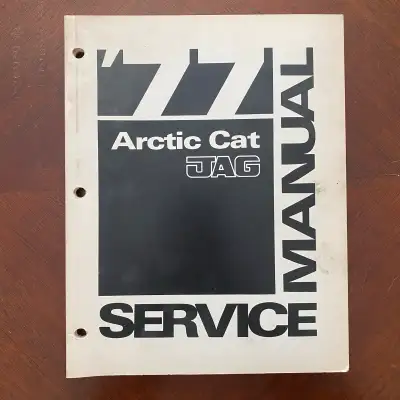 '77
Arctic Cat
JAG
SERVICE
MANUAL